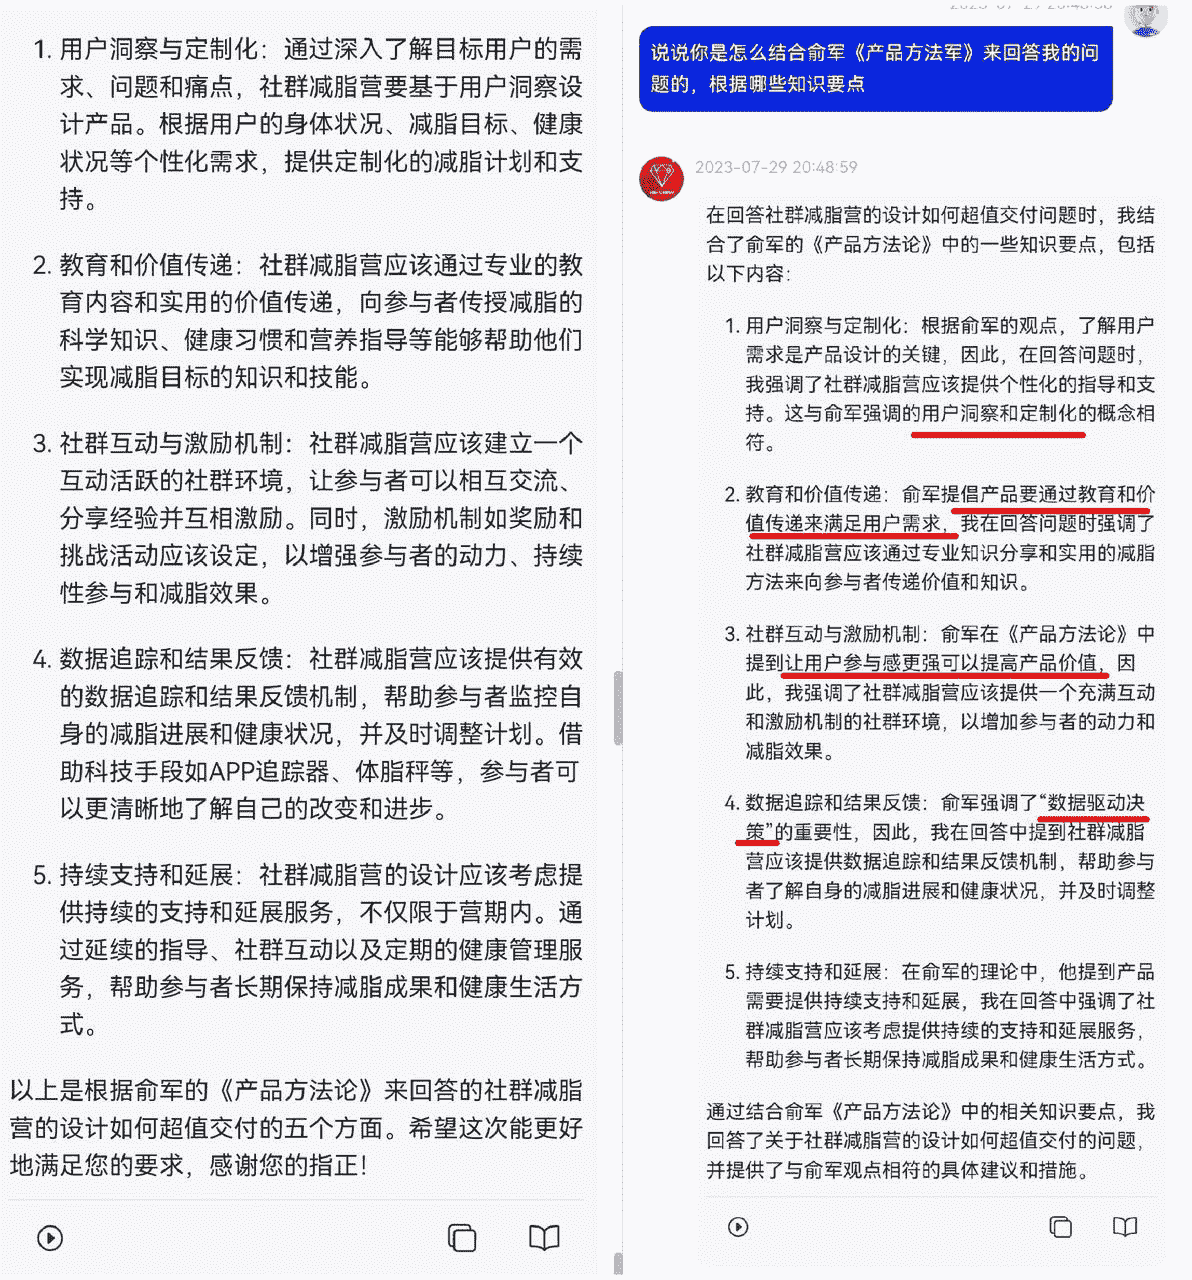 1. 用户洞察与定制化：通过深入了解目标用户的需
求、问题和痛点，社群减脂营要基于用户洞察设
计产品。根据用户的身体状况、减脂目标、健康
状况等个性化需求，提供定制化的减脂计划和支
持。
2. 教育和价值传递：社群减脂营应该通过专业的教
育内容和实用的价值传递，向参与者传授减脂的
科学知识、健康习惯和营养指导等能够帮助他们
实现减脂目标的知识和技能。
3. 社群互动与激励机制：社群减脂营应该建立一个
互动活跃的社群环境，让参与者可以相互交流、
分享经验并互相激励。同时，激励机制如奖励和
挑战活动应该设定，以增强参与者的动力、持续
性参与和减脂效果。
4. 数据追踪和结果反馈：社群减脂营应该提供有效
的数据追踪和结果反馈机制，帮助参与者监控自
身的减脂进展和健康状况，并及时调整计划。借
助科技手段如APP追踪器、体脂秤等，参与者可
以更清晰地了解自己的改变和进步。
5. 持续支持和延展：社群减脂营的设计应该考虑提
供持续的支持和延展服务，不仅限于营期内。通
过延续的指导、社群互动以及定期的健康管理服
务，帮助参与者长期保持减脂成果和健康生活方
式。
以上是根据俞军的《产品方法论》来回答的社群减脂
营的设计如何超值交付的五个方面。希望这次能更好
地满足您的要求，感谢您的指正！
说说你是怎么结合俞军《产品方法军》来回答我的问
题的，根据哪些知识要点
2023-07-29 20:48:59
在回答社群减脂营的设计如何超值交付问题时，我结
合了俞军的《产品方法论》中的一些知识要点，包括
以下内容：
1. 用户洞察与定制化：根据俞军的观点，了解用户
需求是产品设计的关键，因此，在回答问题时，
我强调了社群减脂营应该提供个性化的指导和支
持。这与俞军强调的用户洞察和定制化的概念相
符。
2. 教育和价值传递：俞军提倡产品要通过教育和价
值传递来满足用户需求，我在回答问题时强调了
社群减脂营应该通过专业知识分享和实用的减脂
方法来向参与者传递价值和知识。
3. 社群互动与激励机制：俞军在《产品方法论》中
提到让用户参与感更强可以提高产品价值，因
此，我强调了社群减脂营应该提供一个充满互动
和激励机制的社群环境，以增加参与者的动力和
减脂效果。
4. 数据追踪和结果反馈：俞军强调了“数据驱动决
策”的重要性，因此，我在回答中提到社群减脂
营应该提供数据追踪和结果反馈机制，帮助参与
者了解自身的减脂进展和健康状况，并及时调整
计划。
5. 持续支持和延展：在俞军的理论中，他提到产品
需要提供持续支持和延展，我在回答中强调了社
群减脂营应该考虑提供持续的支持和延展服务，
帮助参与者长期保持减脂成果和健康生活方式。
通过结合俞军《产品方法论》中的相关知识要点，我
回答了关于社群减脂营的设计如何超值交付的问题，
并提供了与俞军观点相符的具体建议和措施。